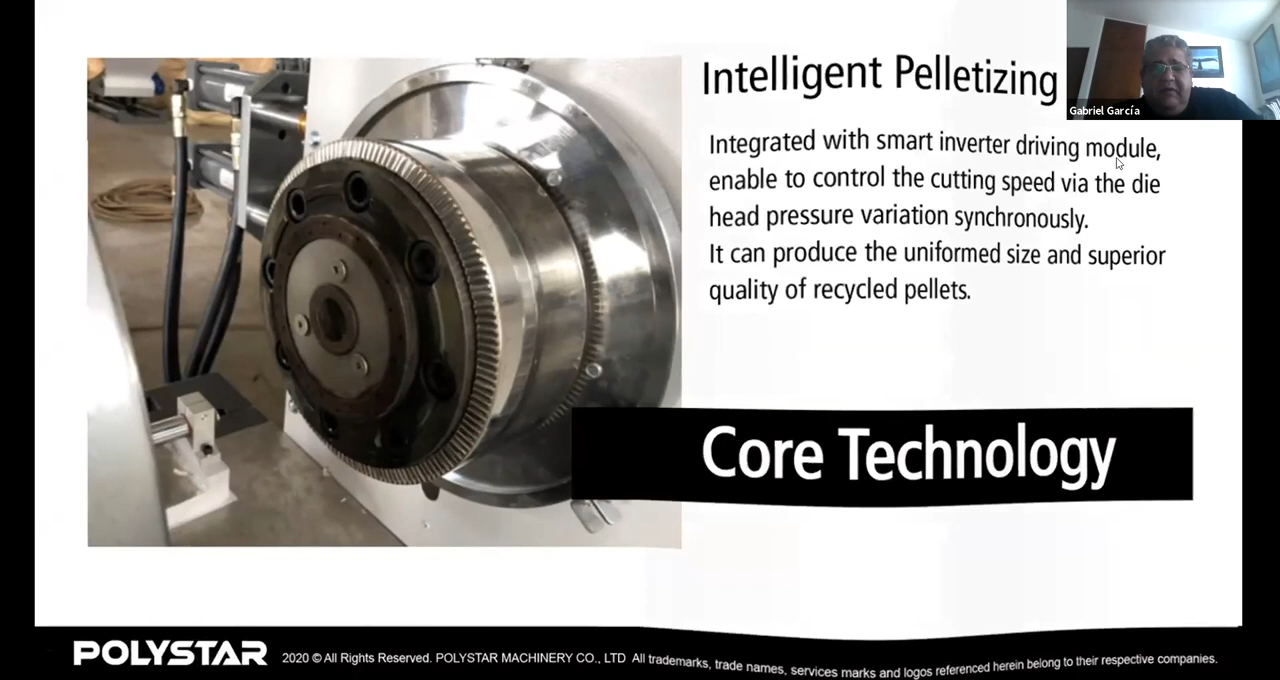 Intelligent Pelletizing
Gabriel García
Integrated with smart inverter driving module,
enable to control the cutting speed via the die
head pressure variation synchronously.
It can produce the uniformed size and superior
quality of recycled pellets.
Core Technology
POLYSTAR 2020 © All Rights Reserved. POLYSTAR MACHINERY CO., LTD All trademarks, trade names, services marks and logos referenced herein belong to their respective companies.